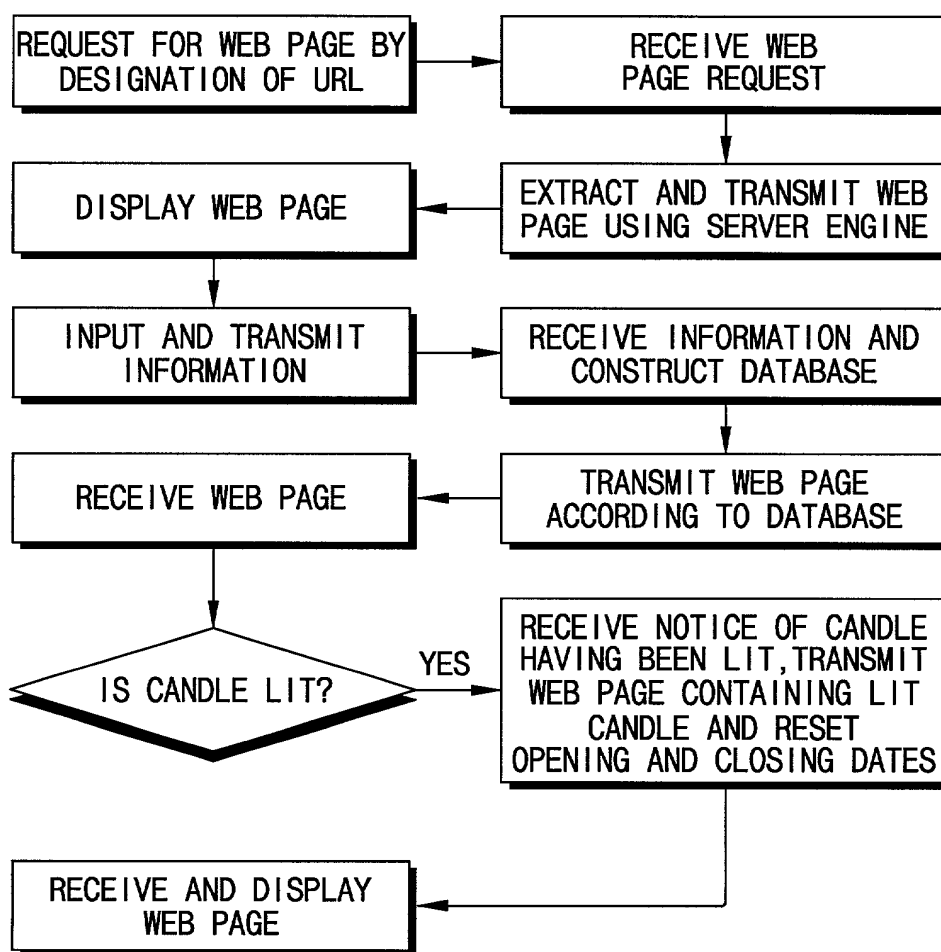 REQUEST FOR WEB PAGE BY
DESIGNATION OF URL
RECEIVE WEB
PAGE REQUEST
DISPLAY WEB PAGE
EXTRACT AND TRANSMIT WEB
PAGE USING SERVER ENGINE
INPUT AND TRANSMIT
INFORMATION
RECEIVE INFORMATION AND
CONSTRUCT DATABASE
RECEIVE WEB PAGE
TRANSMIT WEB PAGE
ACCORDING TO DATABASE
IS CANDLE LIT?
YES
RECEIVE NOTICE OF CANDLE
HAVING BEEN LIT,TRANSMIT
WEB PAGE CONTAINING LIT
CANDLE AND RESET
OPENING AND CLOSING DATES
RECEIVE AND DISPLAY
WEB PAGE